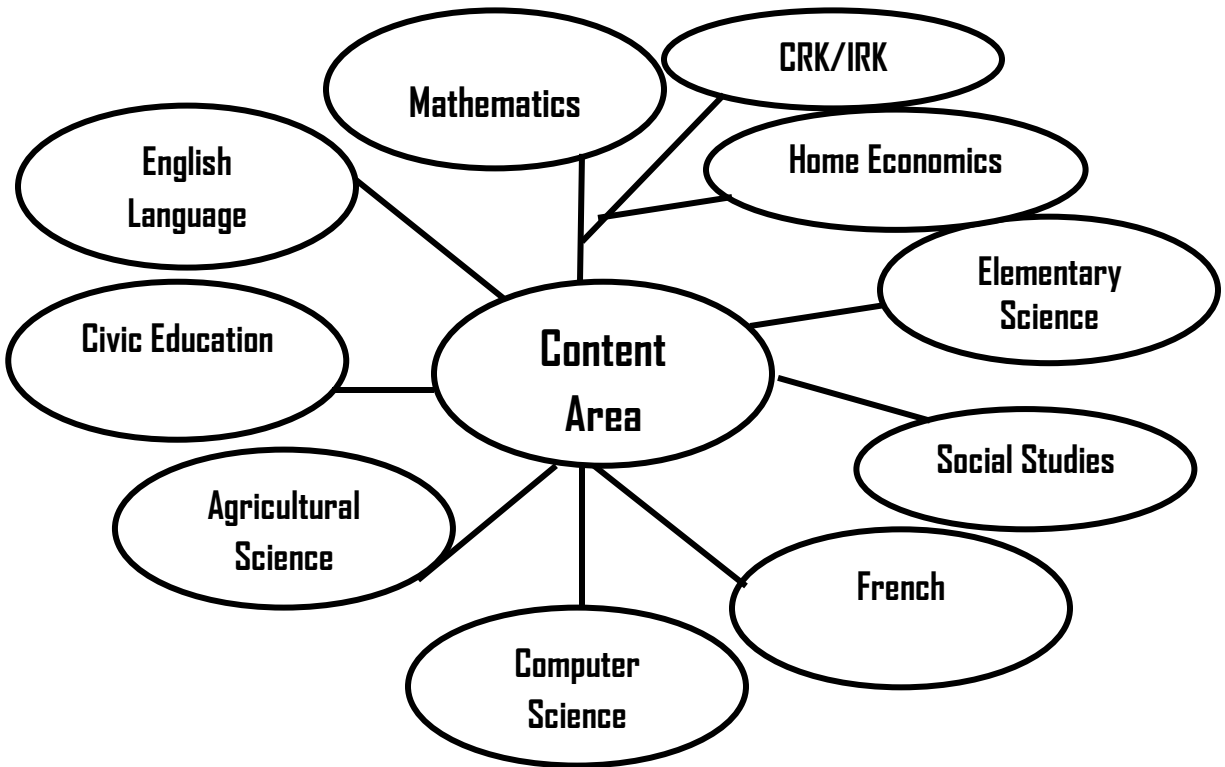 CRK/IRK
Mathematics
Home Economics
English
Language
Elementary
Science
Civic Education
Content
Area
Social Studies
Agricultural
Science
French
Computer
Science